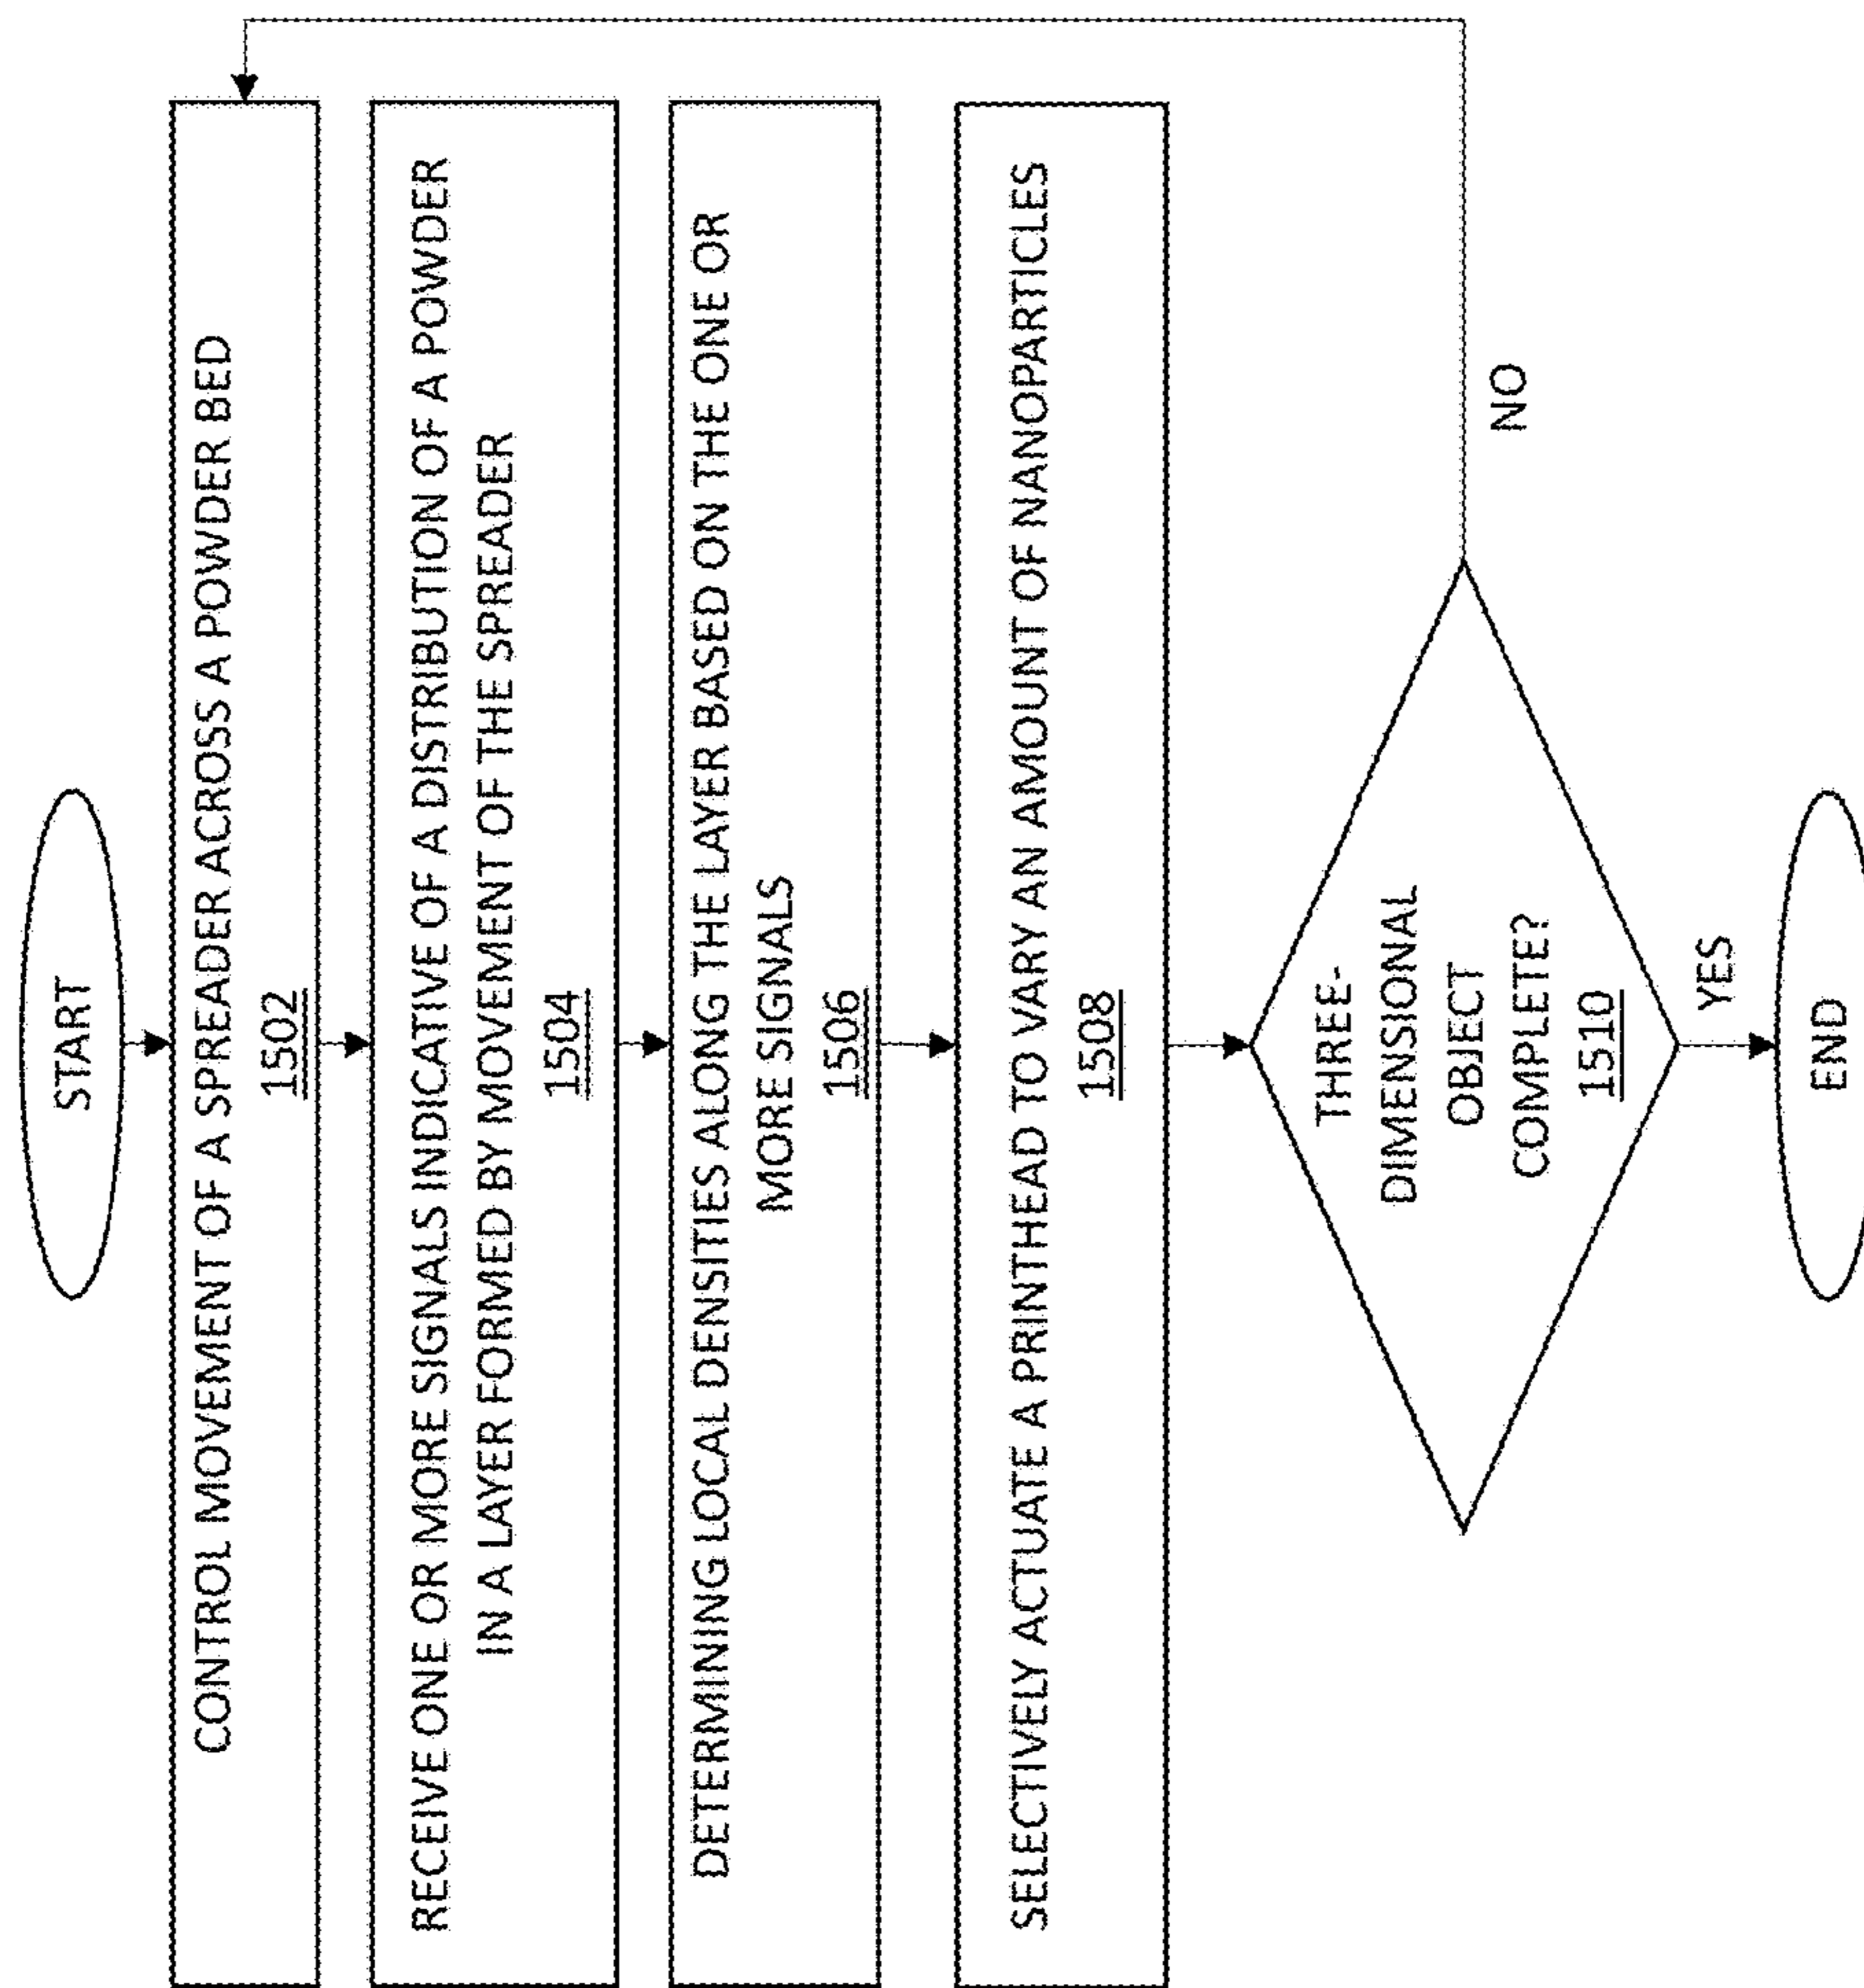 START
CONTROL MOVEMENT OF A SPREADER ACROSS A POWDER BED
1502
RECEIVE ONE OR MORE SIGNALS INDICATIVE OF A DISTRIBUTION OF A POWDER
IN A LAYER FORMED BY MOVEMENT OF THE SPREADER
1504
DETERMINING LOCAL DENSITIES ALONG THE LAYER BASED ON THE ONE OR
MORE SIGNALS
1506
SELECTIVELY ACTUATE A PRINTHEAD TO VARY AN AMOUNT OF NANOPARTICLES
1508
THREE-
DIMENSIONAL
OBJECT
COMPLETE?
1510
NO
YES
END